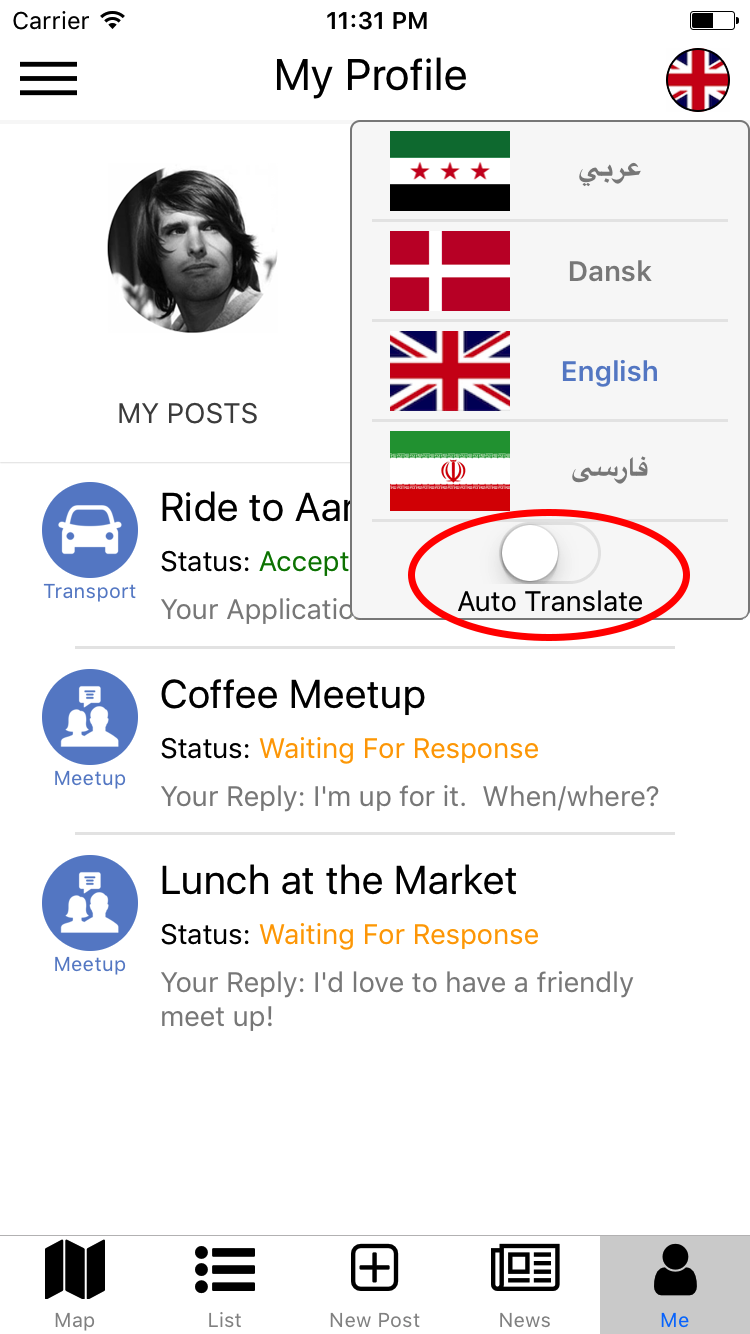 Carrier 11:31 PM
My Profile
عربي
Dansk
English
فارسی
Auto Translate
MY POSTS
Transport
Ride to Aar
Status: Accept
Your Applicatio
Meetup
Coffee Meetup
Status: Waiting For Response
Your Reply: I'm up for it.  When/where?
Meetup
Lunch at the Market
Status: Waiting For Response
Your Reply: I'd love to have a friendly
meet up!
Map List New Post News Me